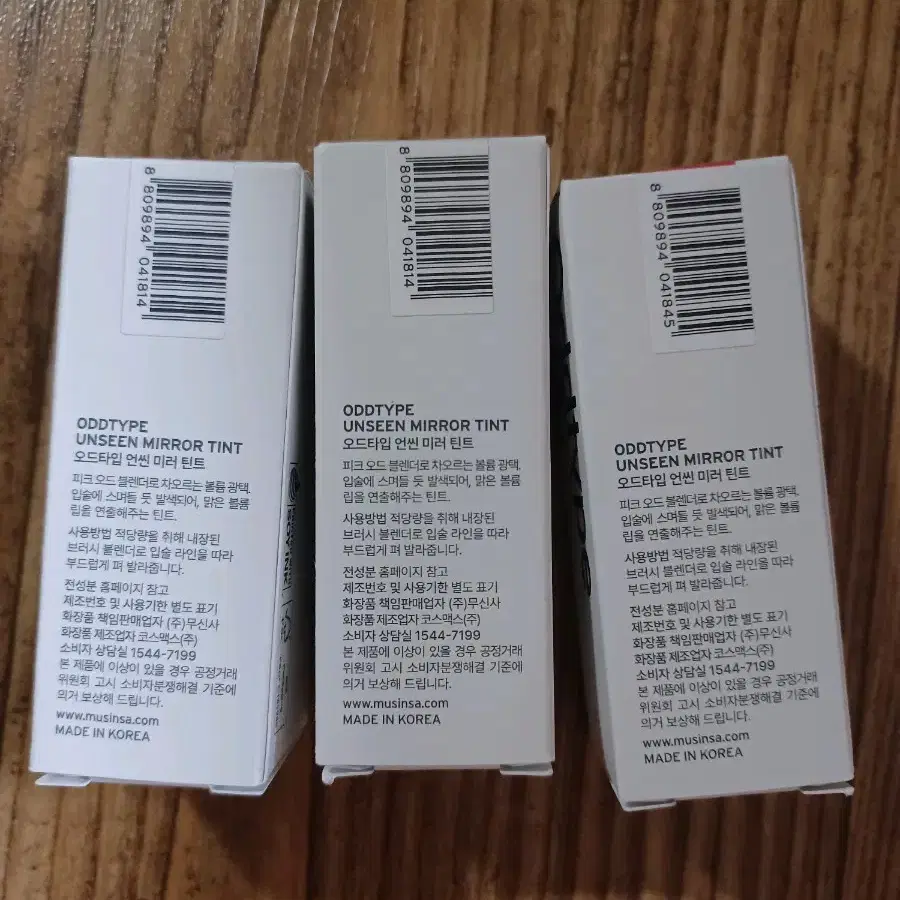 8 809894 041814
ODDTYPE
UNSEEN MIRROR TINT
오드타입 언씬 미러 틴트
피크 오드 블렌더로 차오르는 볼륨 광택.
입술에 스며들 듯 발색되어, 맑은 볼륨
립을 연출해주는 틴트.
사용방법 적당량을 취해 내장된
브러시 블렌더로 입술 라인을 따라
부드럽게 펴 발라줍니다.
전성분 홈페이지 참고
제조번호 및 사용기한 별도 표기
화장품 책임판매업자 (주)무신사
화장품 제조업자 코스맥스(주)
소비자 상담실 1544-7199
본 제품에 이상이 있을 경우 공정거래
위원회 고시 소비자분쟁해결 기준에
의거 보상해 드립니다.
www.musinsa.com
MADE IN KOREA
8 809894 041814
ODDTYPE
UNSEEN MIRROR TINT
오드타입 언씬 미러 틴트
피크 오드 블렌더로 차오르는 볼륨 광택.
입술에 스며들 듯 발색되어, 맑은 볼륨
립을 연출해주는 틴트.
사용방법 적당량을 취해 내장된
브러시 블렌더로 입술 라인을 따라
부드럽게 펴 발라줍니다.
전성분 홈페이지 참고
제조번호 및 사용기한 별도 표기
화장품 책임판매업자 (주)무신사
화장품 제조업자 코스맥스(주)
소비자 상담실 1544-7199
본 제품에 이상이 있을 경우 공정거래
위원회 고시 소비자분쟁해결 기준에
의거 보상해 드립니다.
www.musinsa.com
MADE IN KOREA
8 809894 041845
ODDTYPE
UNSEEN MIRROR TINT
오드타입 언씬 미러 틴트
피크 오드 블렌더로 차오르는 볼륨 광택.
입술에 스며들 듯 발색되어, 맑은 볼륨
립을 연출해주는 틴트.
사용방법 적당량을 취해 내장된
브러시 블렌더로 입술 라인을 따라
부드럽게 펴 발라줍니다.
전성분 홈페이지 참고
제조번호 및 사용기한 별도 표기
화장품 책임판매업자 (주)무신사
화장품 제조업자 코스맥스(주)
소비자 상담실 1544-7199
본 제품에 이상이 있을 경우 공정거래
위원회 고시 소비자분쟁해결 기준에
의거 보상해 드립니다.
www.musinsa.com
MADE IN KOREA